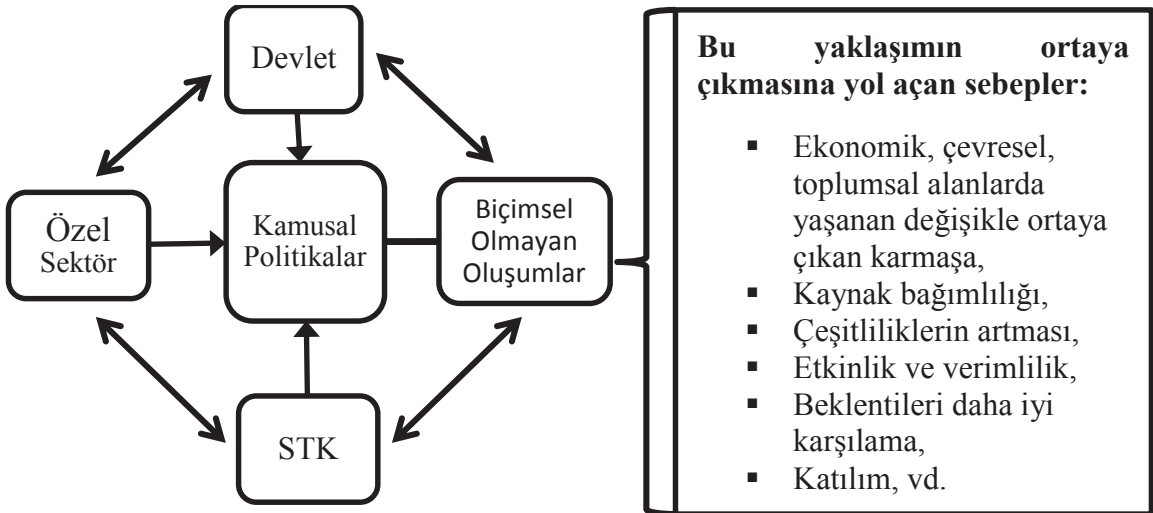 Devlet
Özel
Sektör
Kamusal
Politikalar
Biçimsel
Olmayan
Oluşumlar
STK
Bu yaklaşımın ortaya
çıkmasına yol açan sebepler:
▪ Ekonomik, çevresel,
toplumsal alanlarda
yaşanan değişikle ortaya
çıkan karmaşa,
▪ Kaynak bağımlılığı,
▪ Çeşitliliklerin artması,
▪ Etkinlik ve verimlilik,
▪ Beklentileri daha iyi
karşılama,
▪ Katılım, vd.